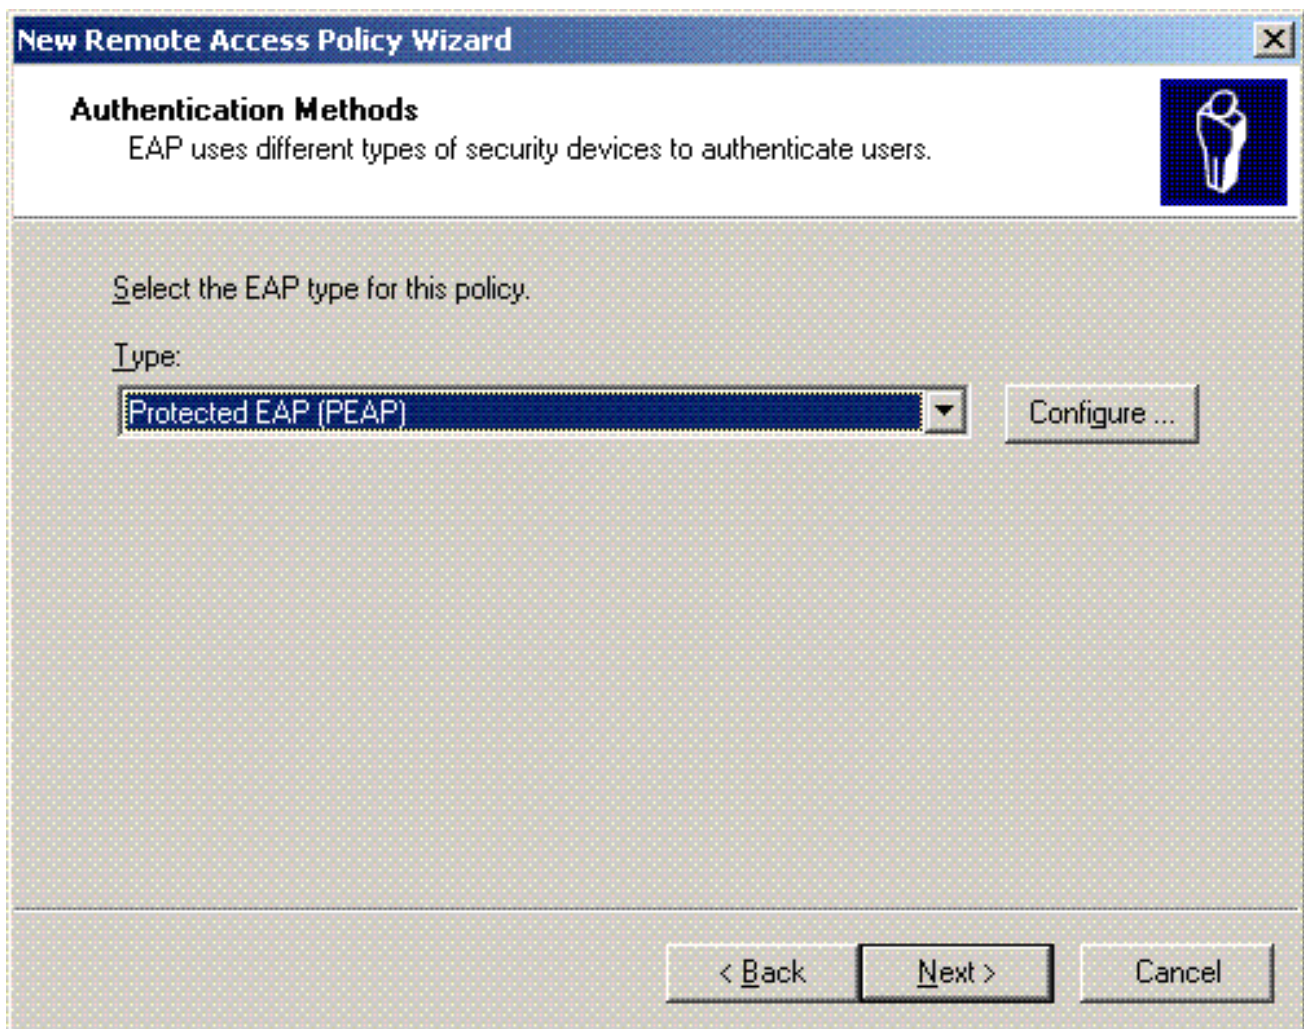 New Remote Access Policy Wizard
Authentication Methods
EAP uses different types of security devices to authenticate users.
Select the EAP type for this policy.
Type:
Protected EAP (PEAP)
Configure ...
< Back
Next >
Cancel